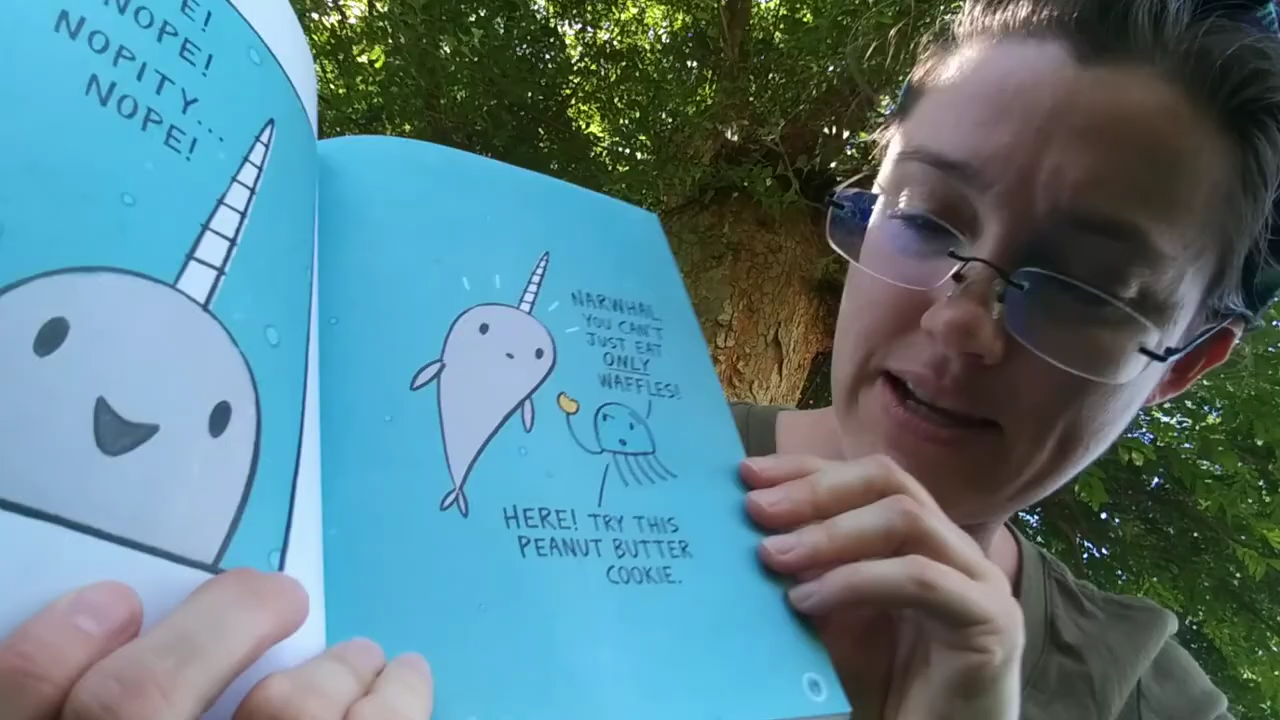 E!
NOPE!
NOPITY...
NOPE!
NARWHAL,
YOU CAN'T
JUST EAT
ONLY
WAFFLES!
HERE! TRY THIS
PEANUT BUTTER
COOKIE.